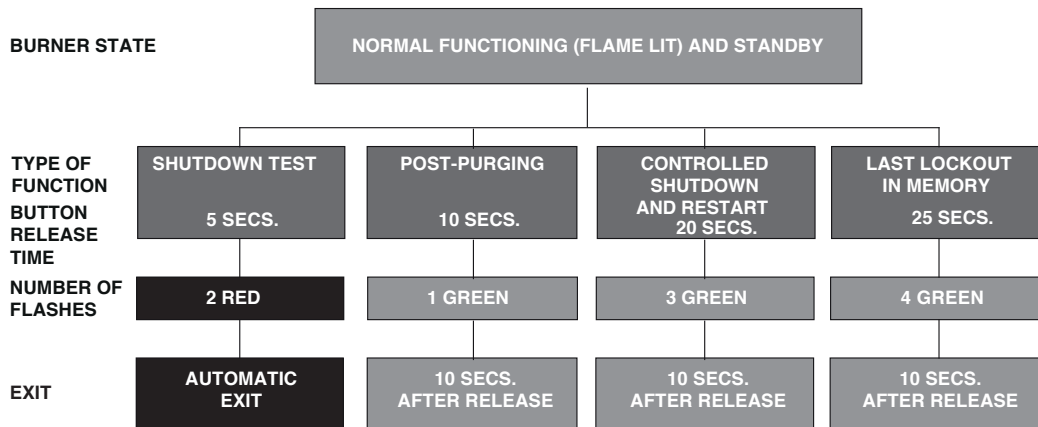 BURNER STATE
NORMAL FUNCTIONING (FLAME LIT) AND STANDBY
TYPE OF
FUNCTION
BUTTON
RELEASE
TIME
SHUTDOWN TEST
5 SECS.
POST-PURGING
10 SECS.
CONTROLLED
SHUTDOWN
AND RESTART
20 SECS.
LAST LOCKOUT
IN MEMORY
25 SECS.
NUMBER OF
FLASHES
2 RED
1 GREEN
3 GREEN
4 GREEN
EXIT
AUTOMATIC
EXIT
10 SECS.
AFTER RELEASE
10 SECS.
AFTER RELEASE
10 SECS.
AFTER RELEASE